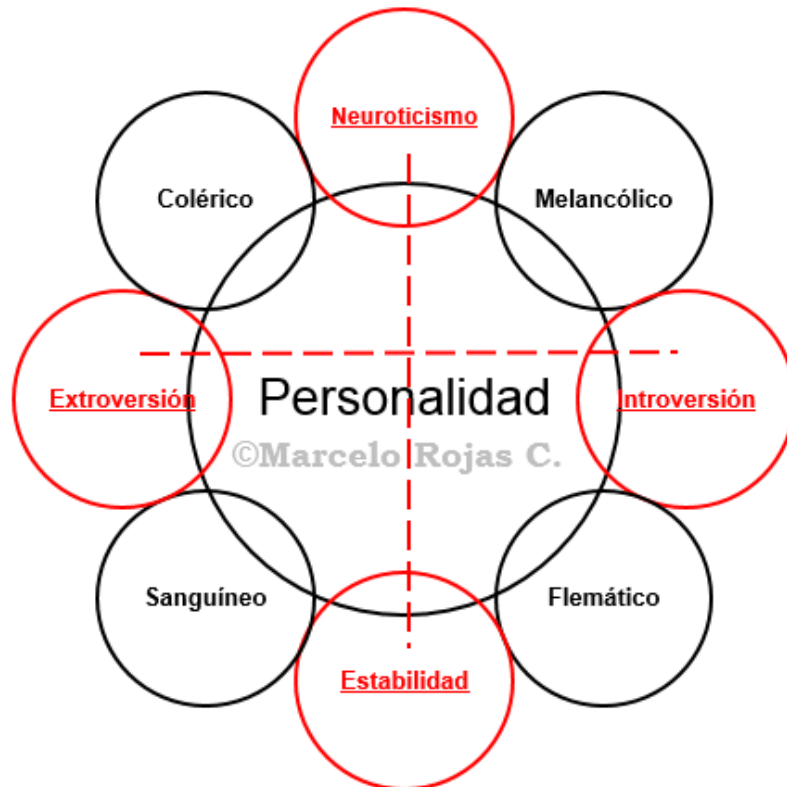 Neuroticismo
Colérico
Melancólico
Extroversión
Personalidad
Introversión
©Marcelo Rojas C.
Sanguíneo
Flemático
Estabilidad